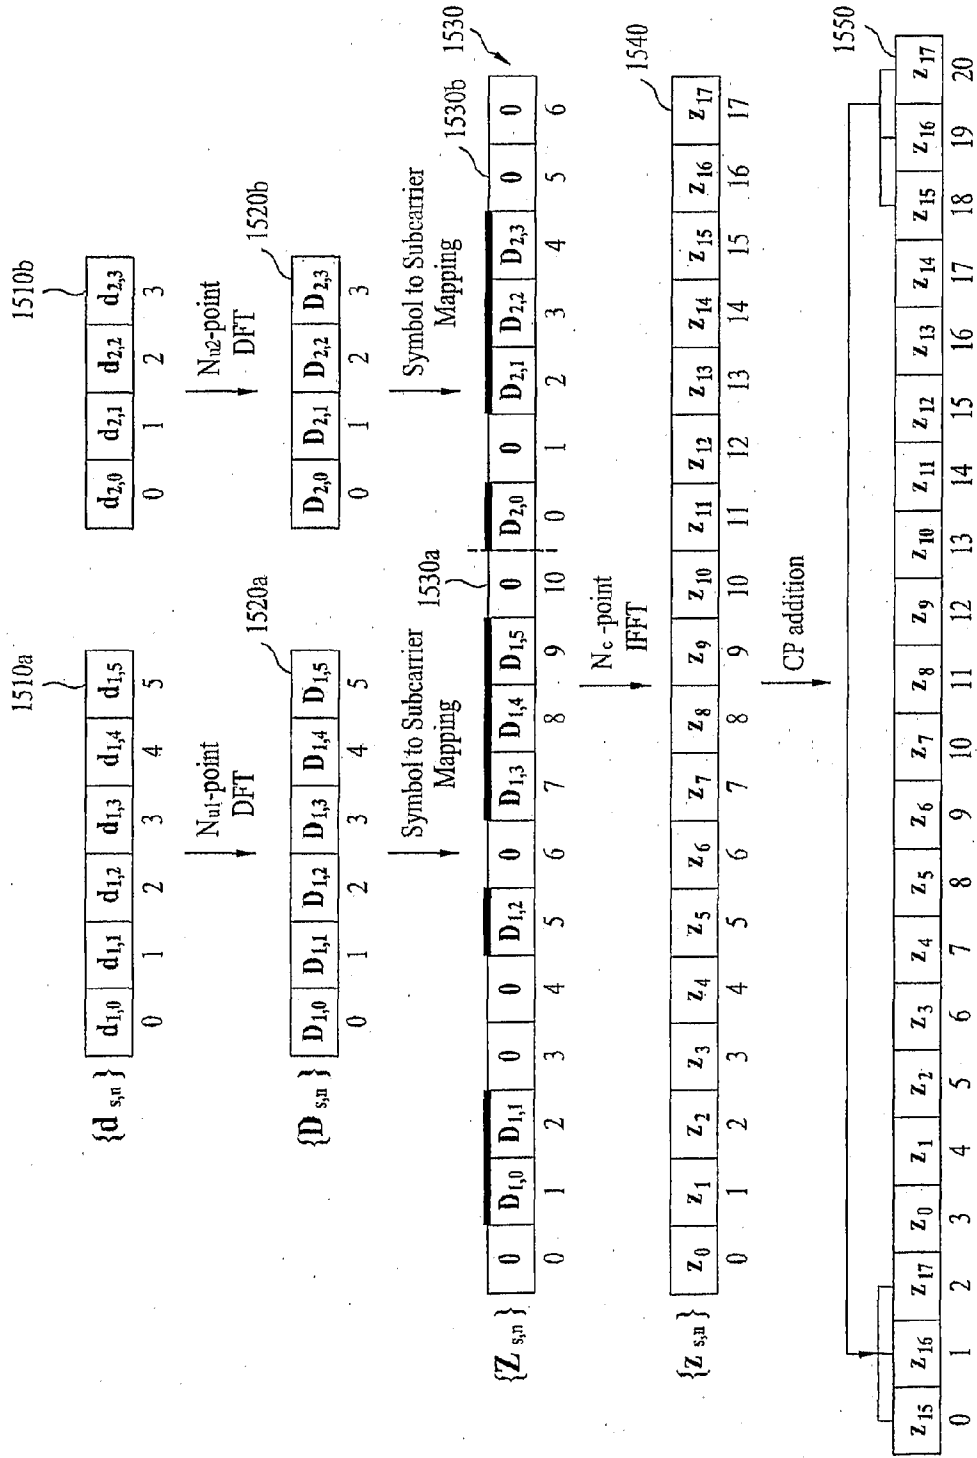 1510a
1510b
{d s,n}
d1,0 d1,1 d1,2 d1,3 d1,4 d1,5
d2,0 d2,1 d2,2 d2,3
0 1 2 3 4 5
0 1 2 3
Nu1-point
DFT
Nu2-point
DFT
1520a
1520b
{D s,n}
D1,0 D1,1 D1,2 D1,3 D1,4 D1,5
D2,0 D2,1 D2,2 D2,3
0 1 2 3 4 5
0 1 2 3
Symbol to Subcarrier
Mapping
Symbol to Subcarrier
Mapping
1530a
1530b
1530
{Z s,n}
0 D1,0 D1,1 0 0 D1,2 0 D1,3 D1,4 D1,5 0 D2,0 0 D2,1 D2,2 D2,3 0 0
0 1 2 3 4 5 6 7 8 9 10 0 1 2 3 4 5 6
Nc-point
IFFT
1540
{z s,n}
z0 z1 z2 z3 z4 z5 z6 z7 z8 z9 z10 z11 z12 z13 z14 z15 z16 z17
0 1 2 3 4 5 6 7 8 9 10 11 12 13 14 15 16 17
CP addition
1550
z15 z16 z17 z0 z1 z2 z3 z4 z5 z6 z7 z8 z9 z10 z11 z12 z13 z14 z15 z16 z17
0 1 2 3 4 5 6 7 8 9 10 11 12 13 14 15 16 17 18 19 20